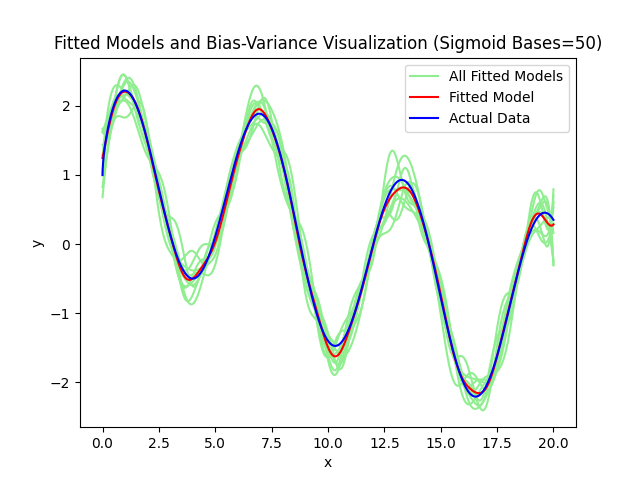 Fitted Models and Bias-Variance Visualization (Sigmoid Bases=50)
All Fitted Models
Fitted Model
Actual Data
2
1
0
−1
−2
y
0.0 2.5 5.0 7.5 10.0 12.5 15.0 17.5 20.0
x